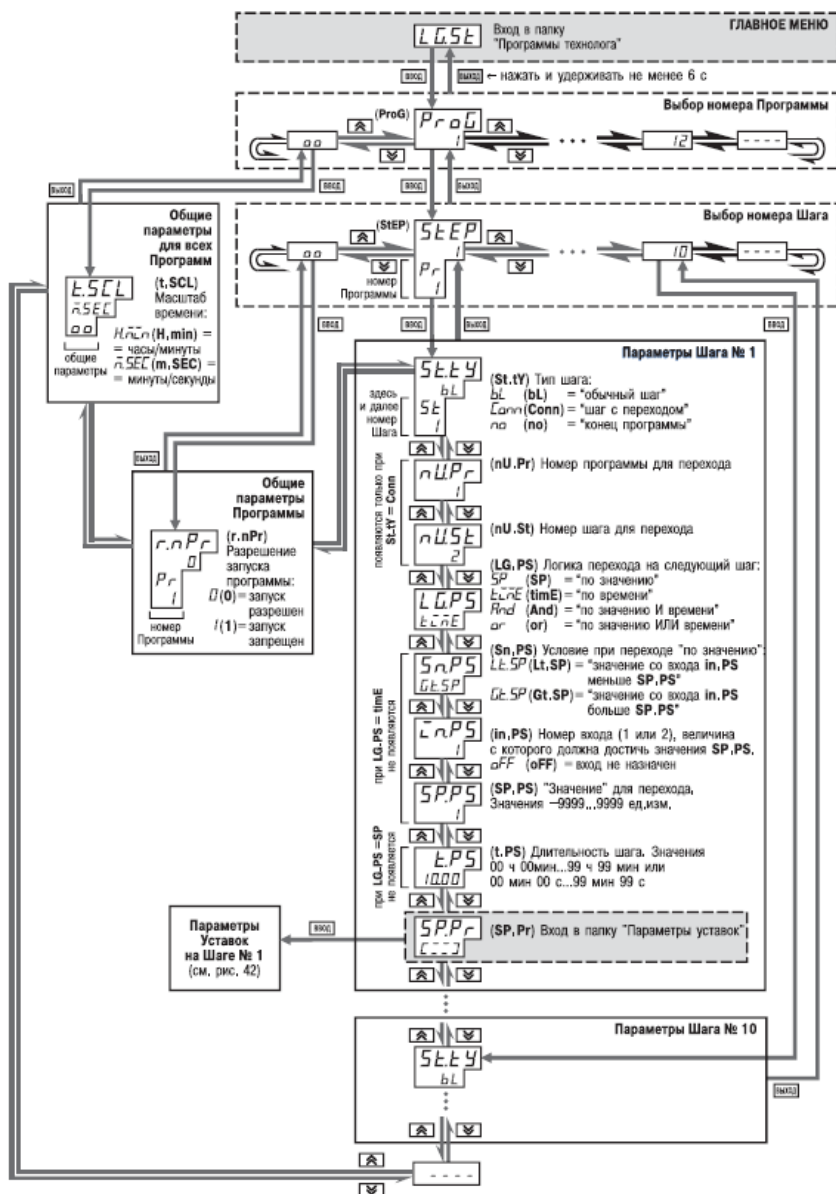 ГЛАВНОЕ МЕНЮ
LG.St
Вход в папку
"Программы технолога"
ввод
выход
← нажать и удерживать не менее 6 с
Выбор номера Программы
(ProG)
ProG
1
oo
...
12
- - - -
выход
ввод
ввод
выход
Выбор номера Шага
(StEP)
StEP
1
Pr
1
номер
Программы
oo
...
10
- - - -
Общие
параметры
для всех
Программ
t.SCL
m.SEC
oo
общие
параметры
(t,SCL)
Масштаб
времени:
H.min (H,min) =
= часы/минуты
m.SEC (m,SEC) =
= минуты/секунды
выход
ввод
ввод
выход
ввод
Общие
параметры
Программы
r.nPr
0
Pr
1
номер
Программы
(r.nPr)
Разрешение
запуска
программы:
0 (0) = запуск
разрешен
1 (1) = запуск
запрещен
Параметры Шага № 1
St.tY
bL
St
1
здесь
и далее
номер
Шага
(St.tY) Тип шага:
bL (bL) = "обычный шаг"
Conn (Conn) = "шаг с переходом"
no (no) = "конец программы"
появляются только при
St.tY = Conn
nU.Pr
1
(nU.Pr) Номер программы для перехода
nU.St
2
(nU.St) Номер шага для перехода
LG.PS
timE
(LG,PS) Логика перехода на следующий шаг:
SP (SP) = "по значению"
timE (timE) = "по времени"
And (And) = "по значению И времени"
or (or) = "по значению ИЛИ времени"
при LG.PS = timE
не появляются
Sn.PS
Gt.SP
(Sn,PS) Условие при переходе "по значению":
Lt.SP (Lt,SP) = "значение со входа in,PS
меньше SP,PS"
Gt.SP (Gt.SP) = "значение со входа in.PS
больше SP.PS"
in.PS
1
(in,PS) Номер входа (1 или 2), величина
с которого должна достичь значения SP,PS,
oFF (oFF) = вход не назначен
SP.PS
1
(SP,PS) "Значение" для перехода,
Значения –9999...9999 ед,изм,
при LG.PS =SP
не появляется
t.PS
10.00
(t.PS) Длительность шага. Значения
00 ч 00мин...99 ч 99 мин или
00 мин 00 с...99 мин 99 с
SP.Pr
[---]
(SP,Pr) Вход в папку "Параметры уставок"
ввод
Параметры
Уставок
на Шаге № 1
(см, рис, 42)
Параметры Шага № 10
St.tY
bL
выход
- - - -